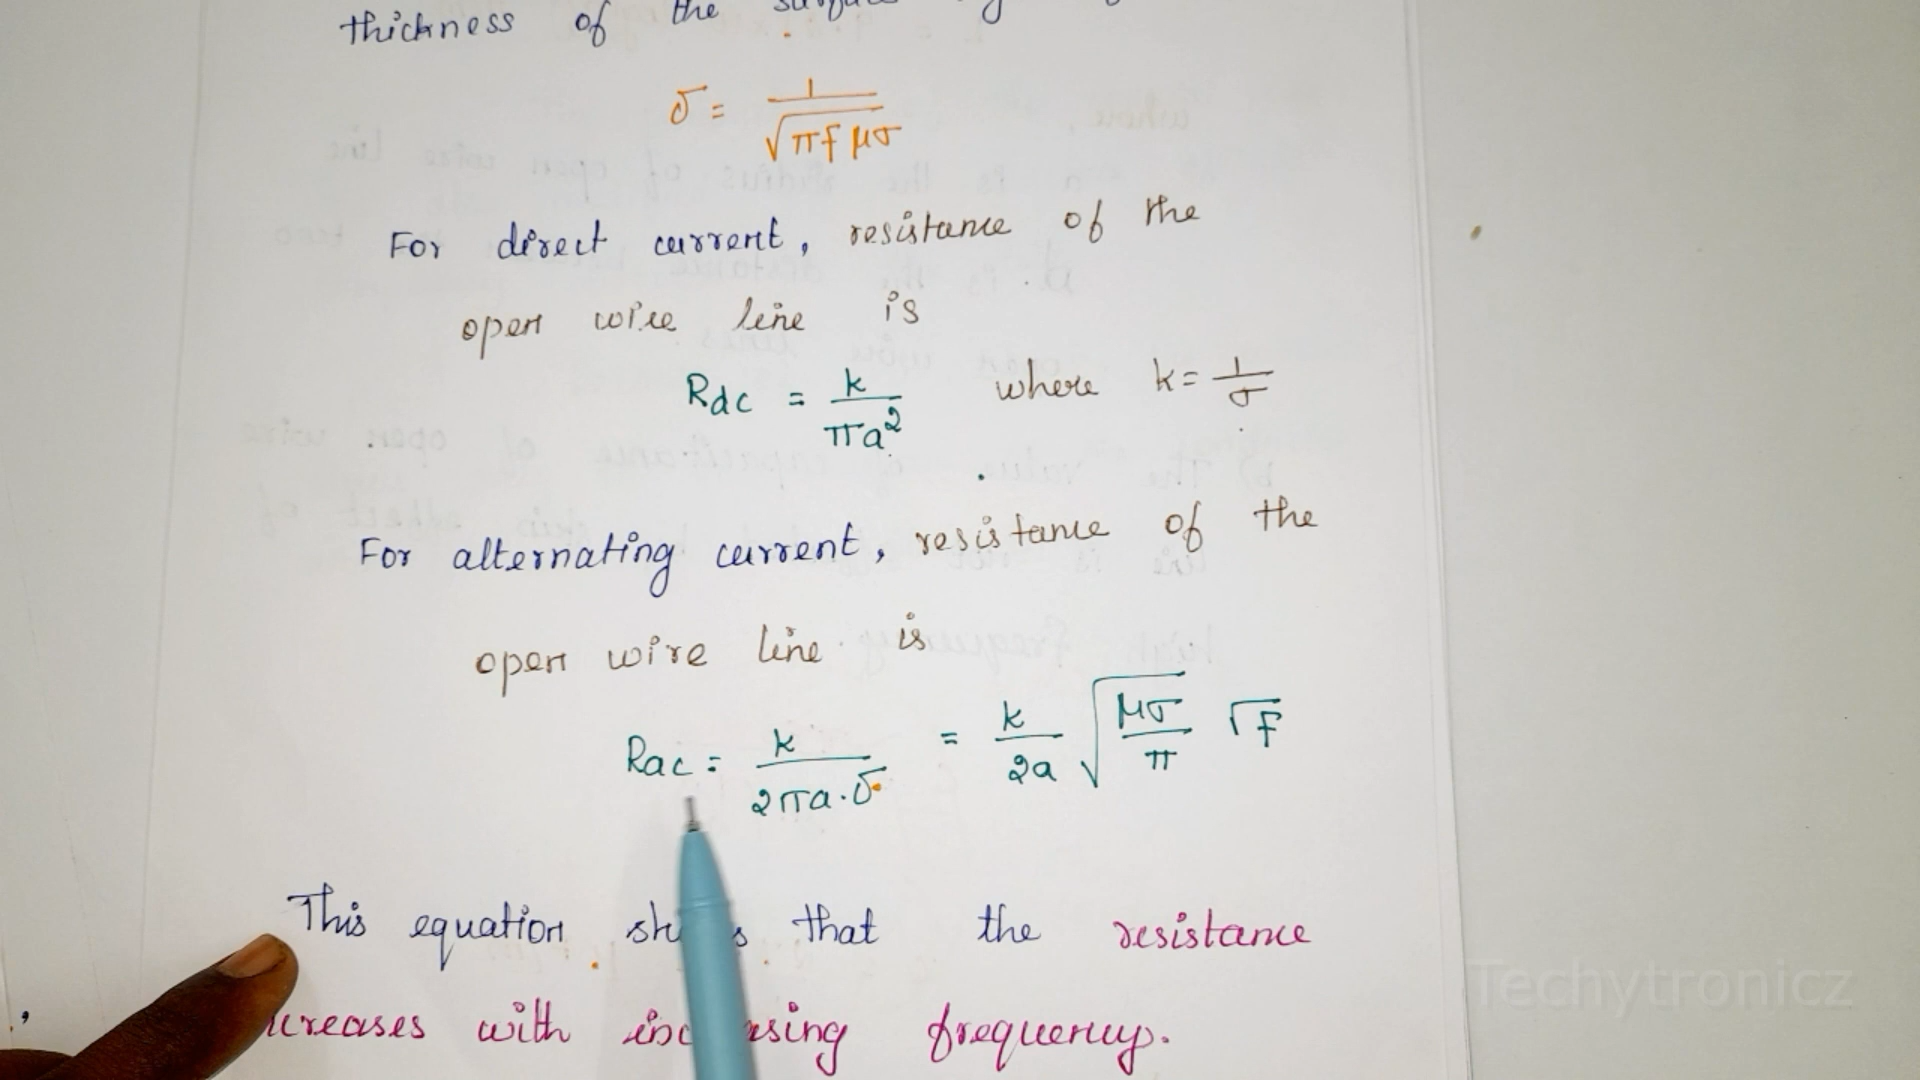 thickness of the
δ = 1/√(πfμσ)
For direct current, resistance of the
open wire line is
Rdc = k/πa² where k = 1/σ
For alternating current, resistance of the
open wire line is
Rac = k/2πa.δ = k/2a √(μσ/π) √f
This equation that the resistance
with frequency.
Techytronicz